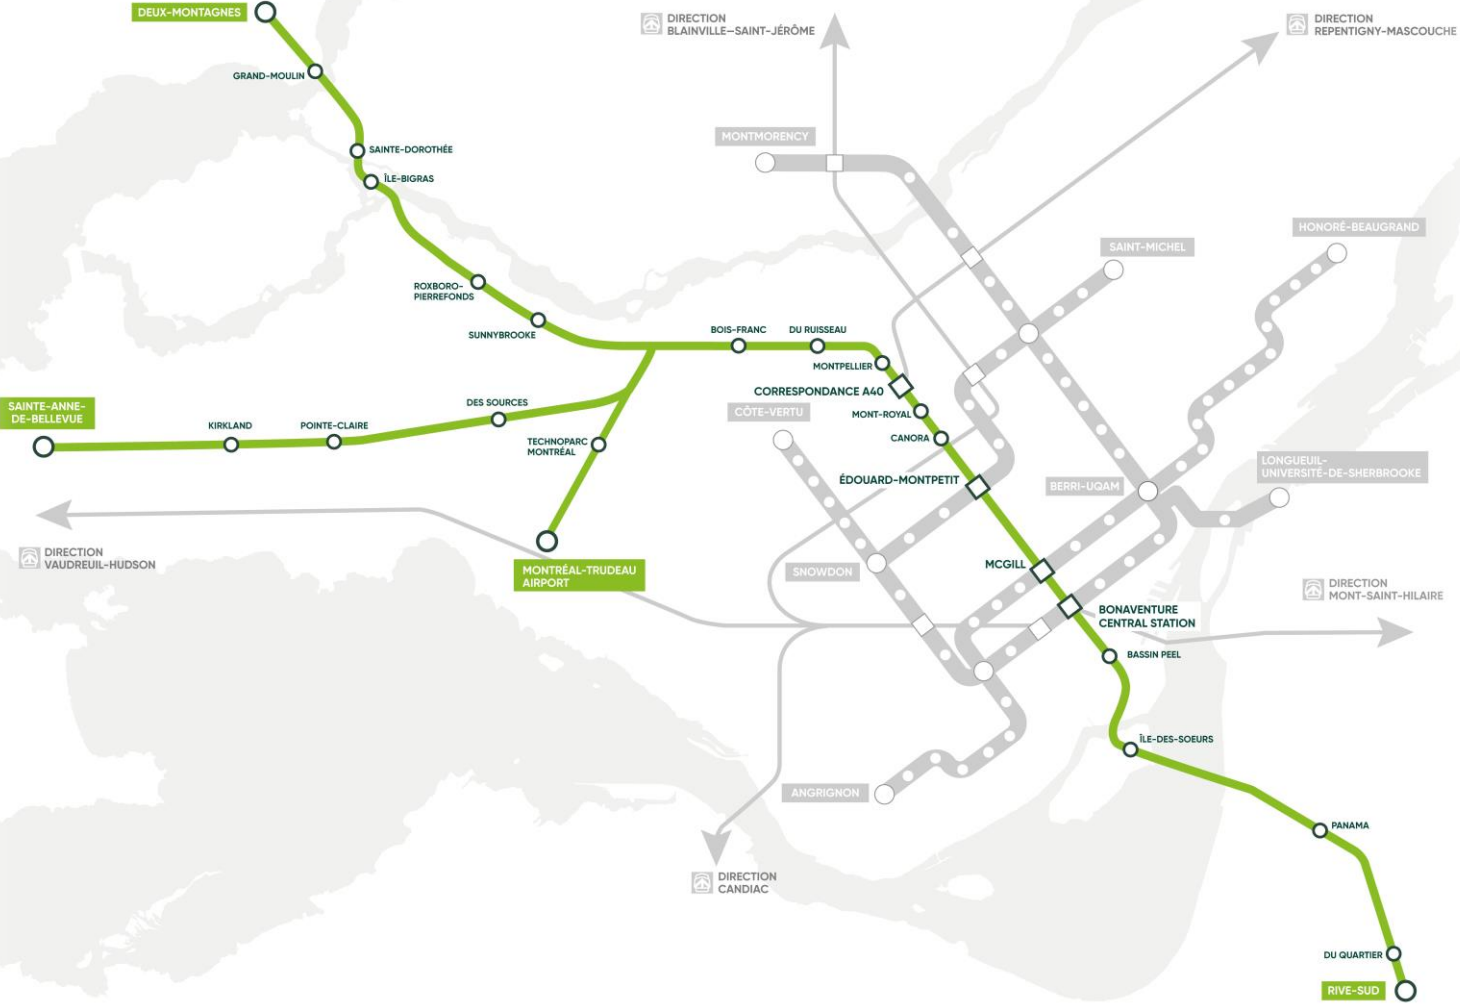 DEUX-MONTAGNES
DIRECTION
BLAINVILLE–SAINT-JÉRÔME
DIRECTION
REPENTIGNY-MASCOUCHE
GRAND-MOULIN
MONTMORENCY
SAINTE-DOROTHÉE
ÎLE-BIGRAS
HONORÉ-BEAUGRAND
SAINT-MICHEL
ROXBORO-
PIERREFONDS
SUNNYBROOKE
BOIS-FRANC
DU RUISSEAU
MONTPELLIER
CORRESPONDANCE A40
SAINTE-ANNE-
DE-BELLEVUE
DES SOURCES
CÔTE-VERTU
MONT-ROYAL
KIRKLAND
POINTE-CLAIRE
CANORA
TECHNOPARC
MONTRÉAL
LONGUEUIL–
UNIVERSITÉ-DE-SHERBROOKE
ÉDOUARD-MONTPETIT
BERRI-UQAM
DIRECTION
VAUDREUIL-HUDSON
MCGILL
SNOWDON
MONTRÉAL-TRUDEAU
AIRPORT
DIRECTION
MONT-SAINT-HILAIRE
BONAVENTURE
CENTRAL STATION
BASSIN PEEL
ÎLE-DES-SOEURS
ANGRIGNON
PANAMA
DIRECTION
CANDIAC
DU QUARTIER
RIVE-SUD